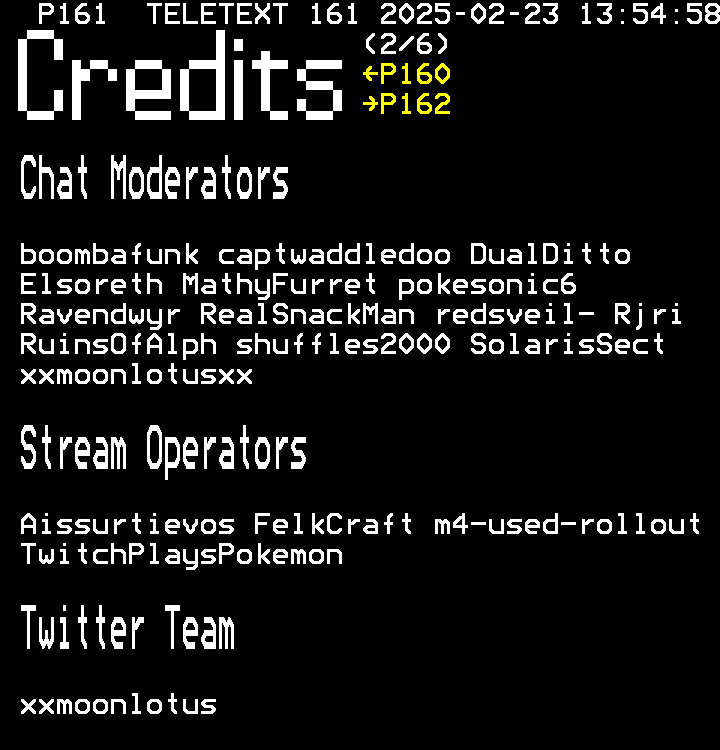 P161 TELETEXT 161 2025-02-23 13:54:58
Credits
(2/6)
←P160
→P162
Chat Moderators
boombafunk captwaddledoo DualDitto
Elsoreth MathyFurret pokesonic6
Ravendwyr RealSnackMan redsveil- Rjri
RuinsOfAlph shuffles2000 SolarisSect
xxmoonlotusxx
Stream Operators
Aissurtievos FelkCraft m4-used-rollout
TwitchPlaysPokemon
Twitter Team
xxmoonlotus